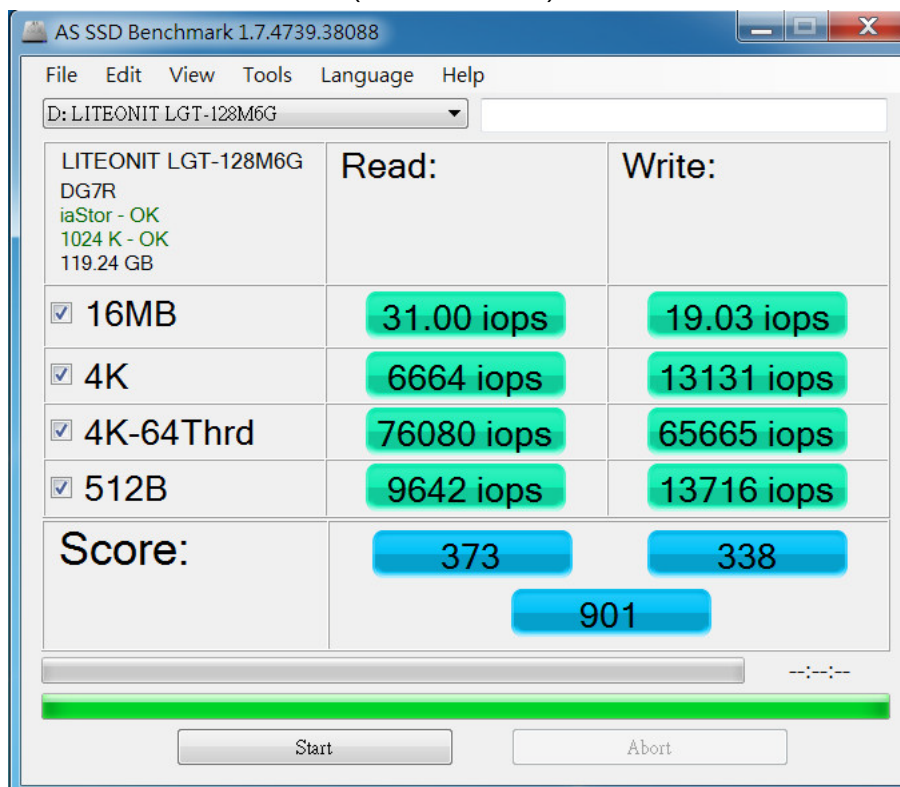 AS SSD Benchmark 1.7.4739.38088
File Edit View Tools Language Help
D: LITEONIT LGT-128M6G
LITEONIT LGT-128M6G
DG7R
iaStor - OK
1024 K - OK
119.24 GB
Read: Write:
16MB 31.00 iops 19.03 iops
4K 6664 iops 13131 iops
4K-64Thrd 76080 iops 65665 iops
512B 9642 iops 13716 iops
Score: 373 338
901
--:--:--
Start Abort